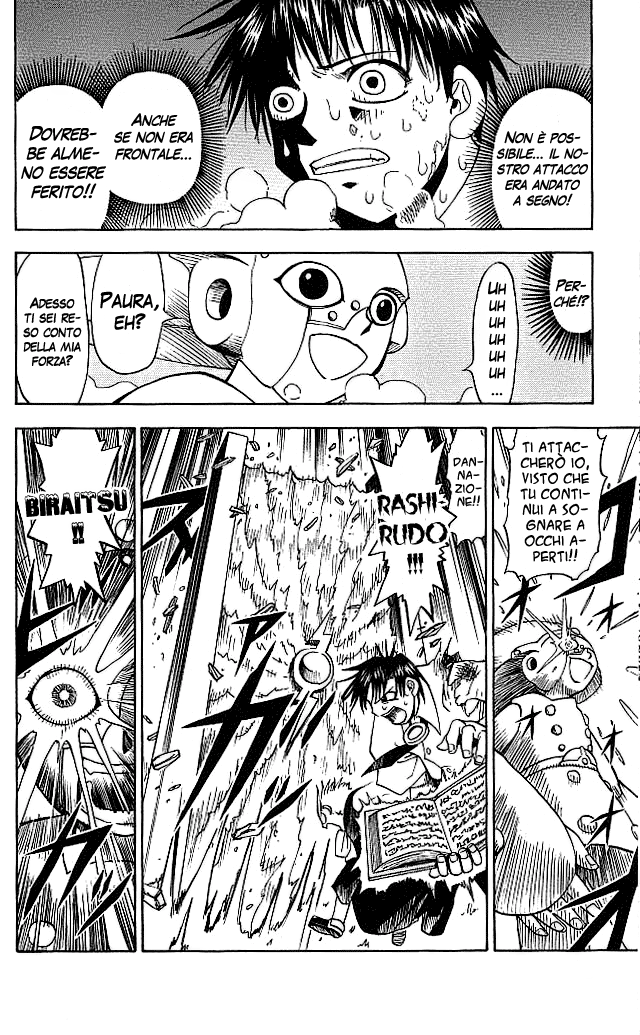 NON È POS-
SIBILE... IL NO-
STRO ATTACCO
ERA ANDATO
A SEGNO!
ANCHE
SE NON ERA
FRONTALE...
DOVREB-
BE ALME-
NO ESSERE
FERITO!!
PER-
CHÉ!?
UH
UH
UH
UH
UH
UH
...
PAURA,
EH?
ADESSO
TI SEI RE-
SO CONTO
DELLA MIA
FORZA?
TI ATTAC-
CHERÒ IO,
VISTO CHE
TU CONTI-
NUI A SO-
GNARE A
OCCHI A-
PERTI!!
DAN-
NAZIO-
NE!!
RASHI-
RUDO
!!!
BIRAITSU
!!